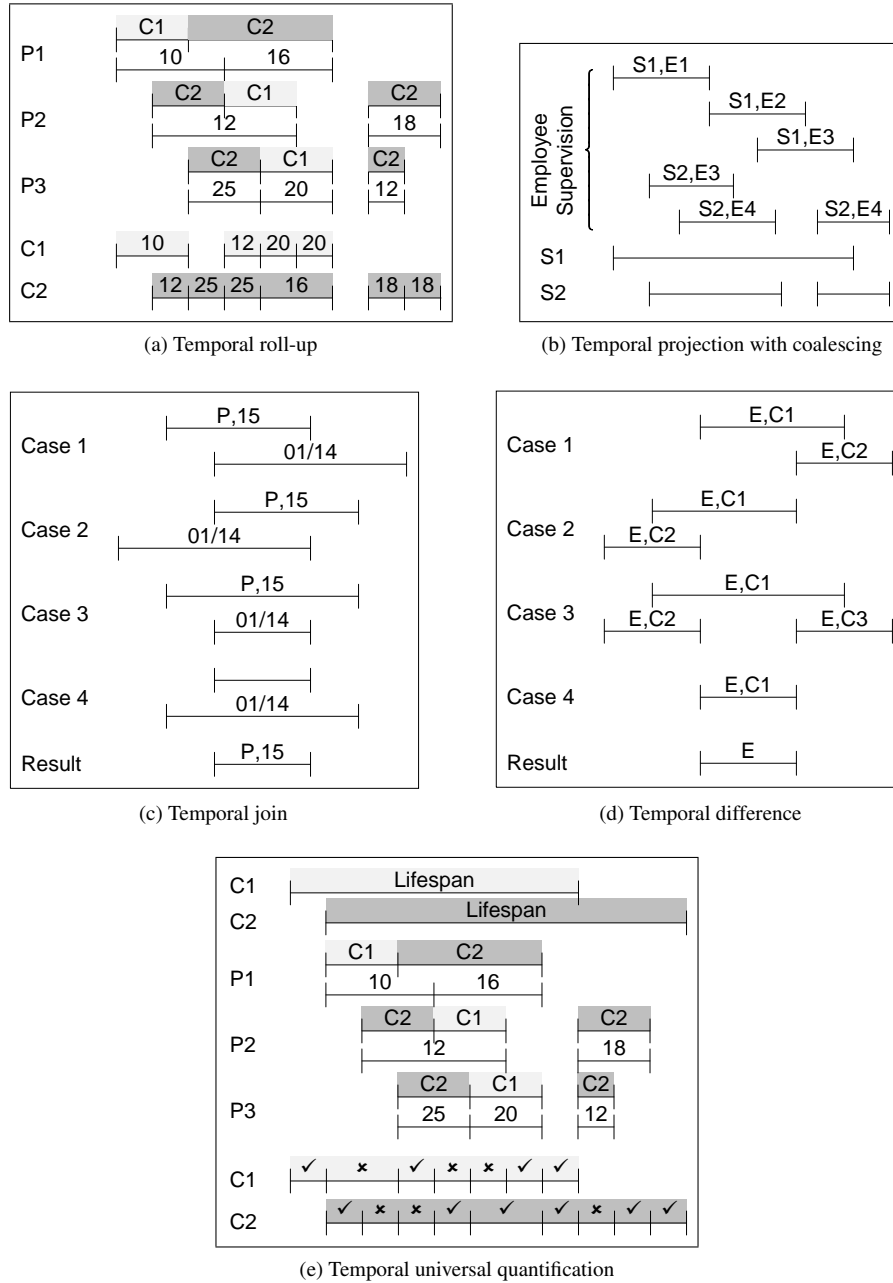 C1 C2
P1
10 16
C2 C1 C2
P2
12 18
C2 C1 C2
P3
25 20 12
C1 10 12 20 20
C2 12 25 25 16 18 18
(a) Temporal roll-up
Employee
Supervision
S1,E1
S1,E2
S1,E3
S2,E3
S2,E4 S2,E4
S1
S2
(b) Temporal projection with coalescing
P,15
Case 1
01/14
P,15
Case 2
01/14
P,15
Case 3
01/14
Case 4
01/14
Result P,15
(c) Temporal join
E,C1
Case 1
E,C2
E,C1
Case 2
E,C2
E,C1
Case 3
E,C2 E,C3
Case 4 E,C1
Result E
(d) Temporal difference
C1 Lifespan
C2 Lifespan
C1 C2
P1
10 16
C2 C1 C2
P2
12 18
C2 C1 C2
P3
25 20 12
C1 ✓ ✗ ✓ ✗ ✗ ✓ ✓
C2 ✓ ✗ ✗ ✓ ✓ ✓ ✗ ✓ ✓
(e) Temporal universal quantification